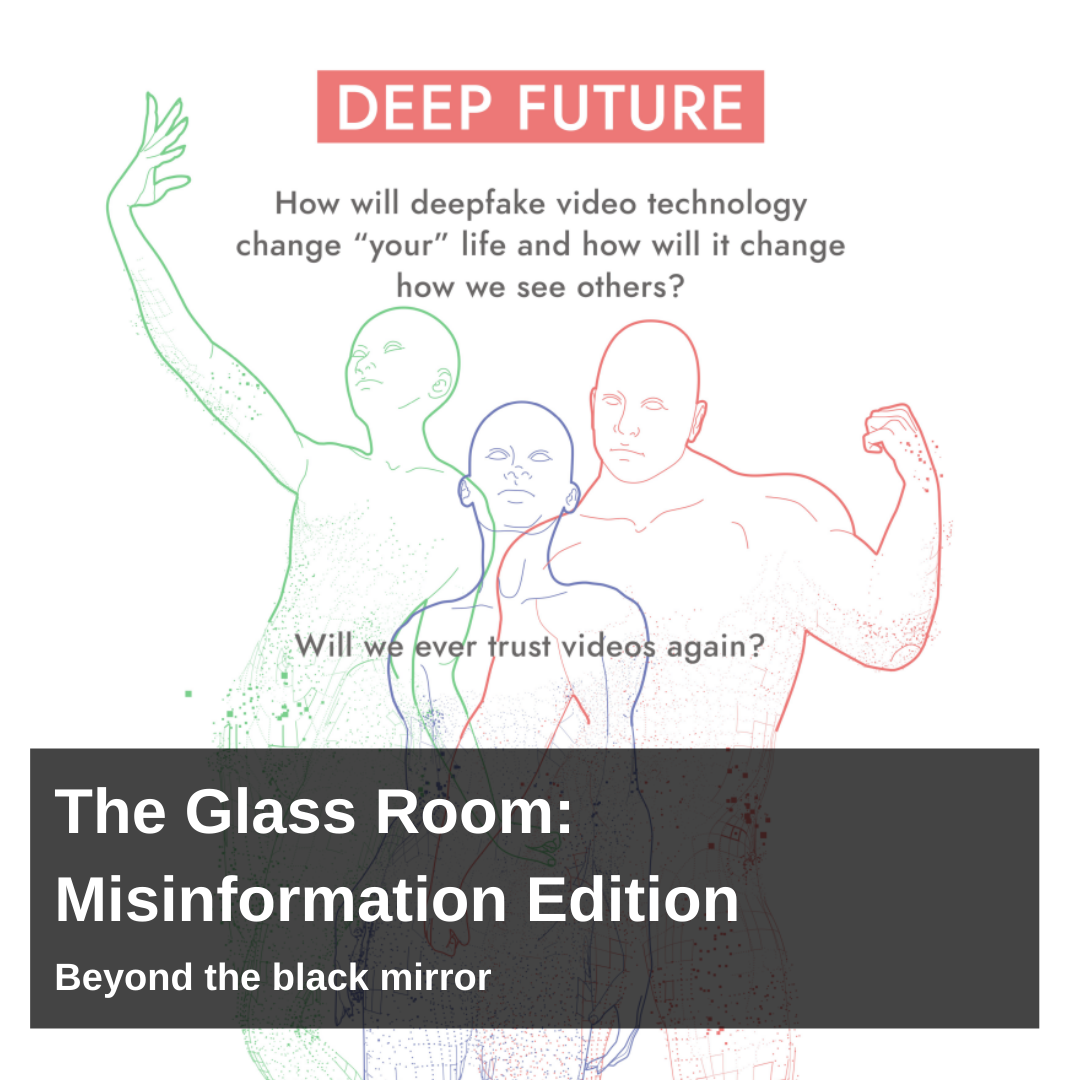 DEEP FUTURE
How will deepfake video technology
change “your” life and how will it change
how we see others?
Will we ever trust videos again?
The Glass Room:
Misinformation Edition
Beyond the black mirror